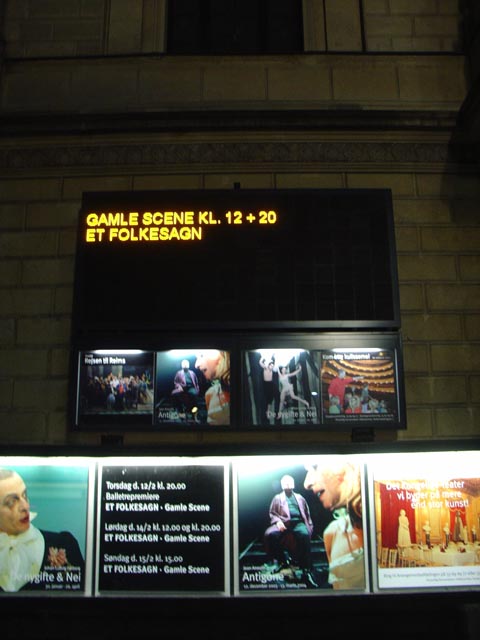 GAMLE SCENE KL. 12 + 20
ET FOLKESAGN
Rejsen til Reims
Antigone
De nygifte & Nei
Kom bag kulisserne!
De nygifte & Nei
Torsdag d. 12/2 kl. 20.00
Balletpremiere
ET FOLKESAGN - Gamle Scene
Lørdag d. 14/2 kl. 12.00 og kl. 20.00
ET FOLKESAGN - Gamle Scene
Søndag d. 15/2 kl. 15.00
ET FOLKESAGN - Gamle Scene
Antigone
Det Kongelige Teater
vi byder på mere
end stor kunst!